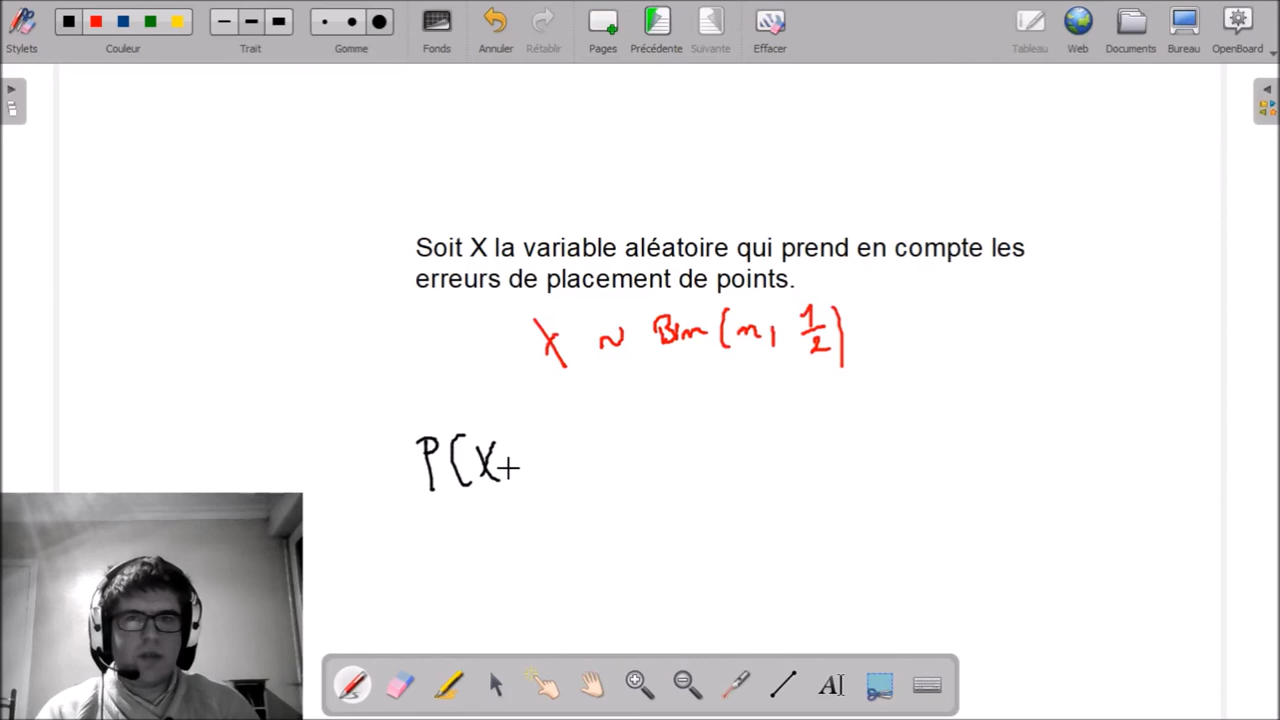 Stylets
Couleur
Trait
Gomme
Fonds
Annuler
Rétablir
Pages
Précédente
Suivante
Effacer
Tableau
Web
Documents
Bureau
OpenBoard
Soit X la variable aléatoire qui prend en compte les
erreurs de placement de points.
X ~ Bin(n, 1/2)
P(X
AI